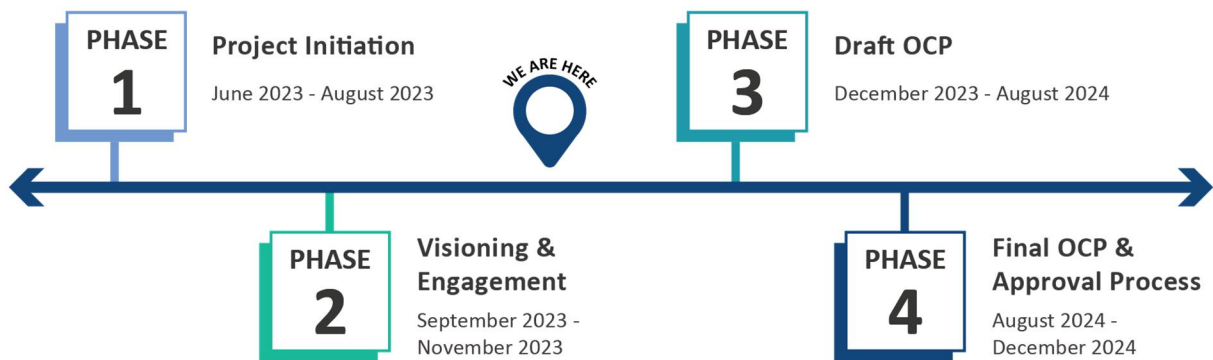 PHASE
1
Project Initiation
June 2023 - August 2023
WE ARE HERE
PHASE
3
Draft OCP
December 2023 - August 2024
PHASE
2
Visioning &
Engagement
September 2023 -
November 2023
PHASE
4
Final OCP &
Approval Process
August 2024 -
December 2024